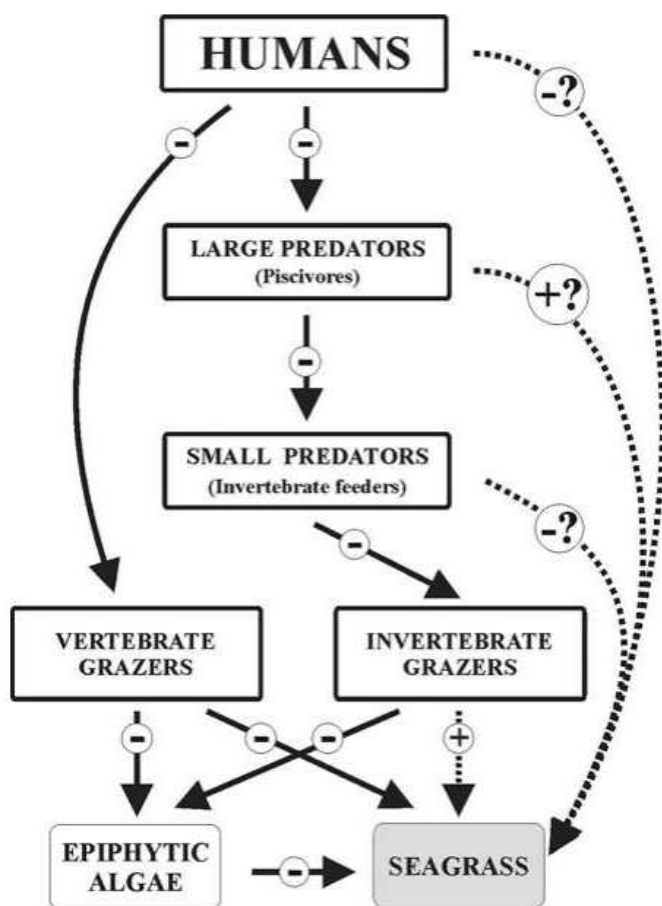 HUMANS
-?
-
-
LARGE PREDATORS
(Piscivores)
+?
-
SMALL PREDATORS
(Invertebrate feeders)
-?
-
VERTEBRATE
GRAZERS
INVERTEBRATE
GRAZERS
-
-
-
+
EPIPHYTIC
ALGAE
-
SEAGRASS